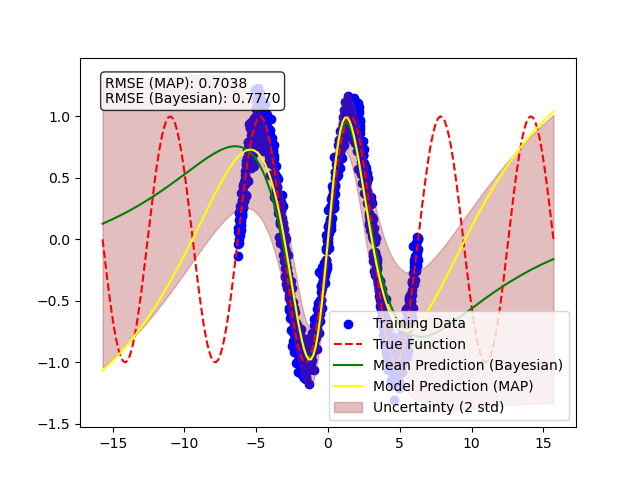 RMSE (MAP): 0.7038
RMSE (Bayesian): 0.7770
1.0
0.5
0.0
−0.5
−1.0
−1.5
Training Data
True Function
Mean Prediction (Bayesian)
Model Prediction (MAP)
Uncertainty (2 std)
−15
−10
−5
0
5
10
15